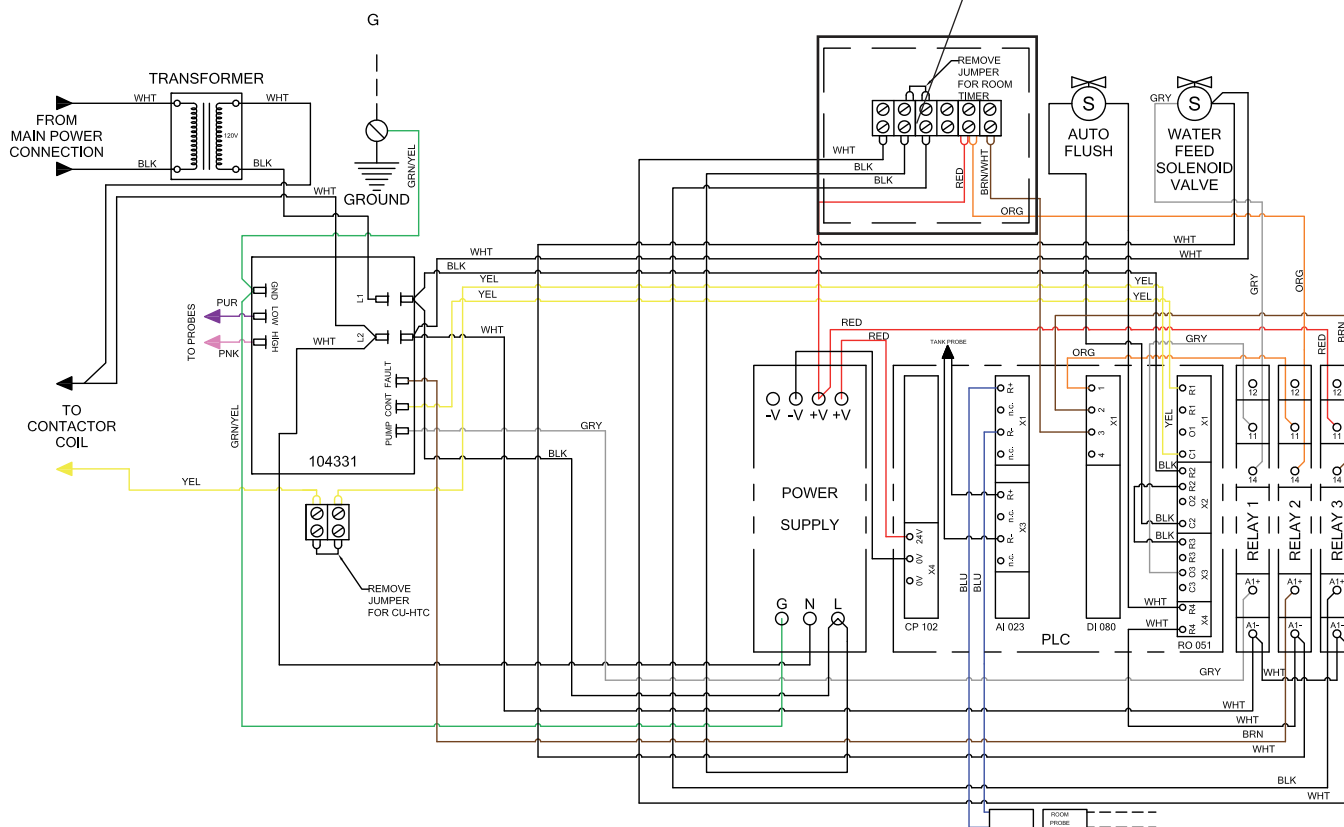 G
TRANSFORMER
WHT
WHT
FROM
MAIN POWER
CONNECTION
120V
BLK
BLK
WHT
GRN/YEL
GROUND
REMOVE
JUMPER
FOR ROOM
TIMER
WHT
BLK
BLK
RED
BRN/WHT
ORG
S
AUTO
FLUSH
GRY
S
WATER
FEED
SOLENOID
VALVE
WHT
WHT
WHT
BLK
YEL
YEL
YEL
YEL
GRY
ORG
GND
LOW
HIGH
L1
L2
FAULT
CONT
PUMP
104331
TO PROBES
PUR
PNK
WHT
WHT
TO
CONTACTOR
COIL
GRN/YEL
YEL
GRY
BLK
REMOVE
JUMPER
FOR CU-HTC
RED
RED
-V
-V
+V
+V
POWER
SUPPLY
G
N
L
TANK PROBE
24V
0V
0V
X4
CP 102
R+
n.c.
R-
n.c.
X1
R+
n.c.
R-
n.c.
X3
AI 023
BLU
BLU
ORG
1
2
3
4
X1
DI 080
PLC
GRY
YEL
R1
R1
O1
C1
X1
BLK
R2
R2
O2
C2
X2
BLK
BLK
R3
R3
O3
C3
X3
WHT
WHT
R4
R4
X4
RO 051
12
11
14
RELAY 1
A1+
A1-
12
11
14
RELAY 2
A1+
A1-
RED
BRN
12
11
14
RELAY 3
A1+
A1-
GRY
WHT
WHT
WHT
BRN
WHT
BLK
WHT
ROOM
PROBE